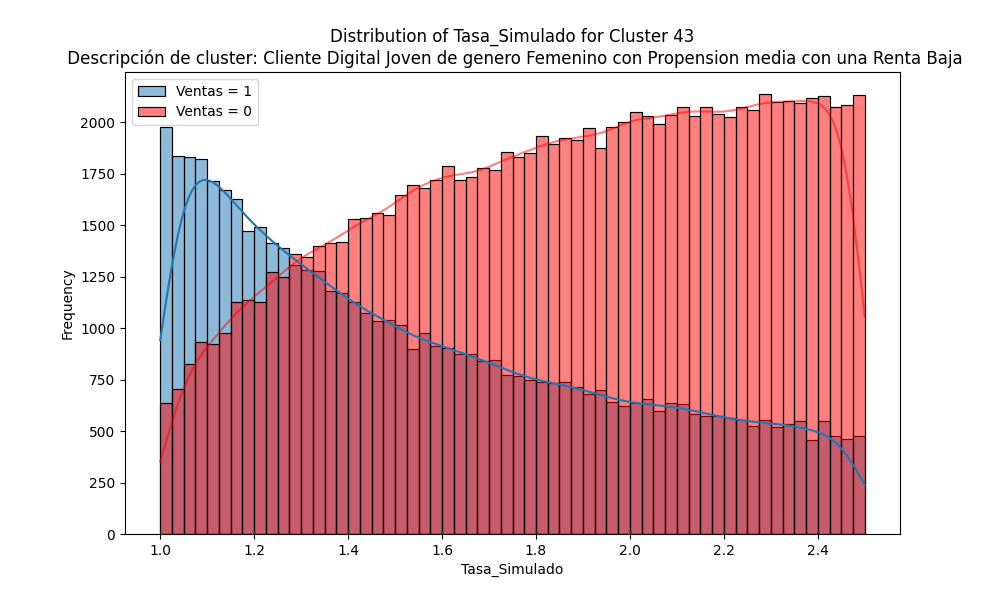 Distribution of Tasa_Simulado for Cluster 43
Descripción de cluster: Cliente Digital Joven de genero Femenino con Propension media con una Renta Baja
Ventas = 1
Ventas = 0
Frequency
2000
1750
1500
1250
1000
750
500
250
0
1.0 1.2 1.4 1.6 1.8 2.0 2.2 2.4
Tasa_Simulado